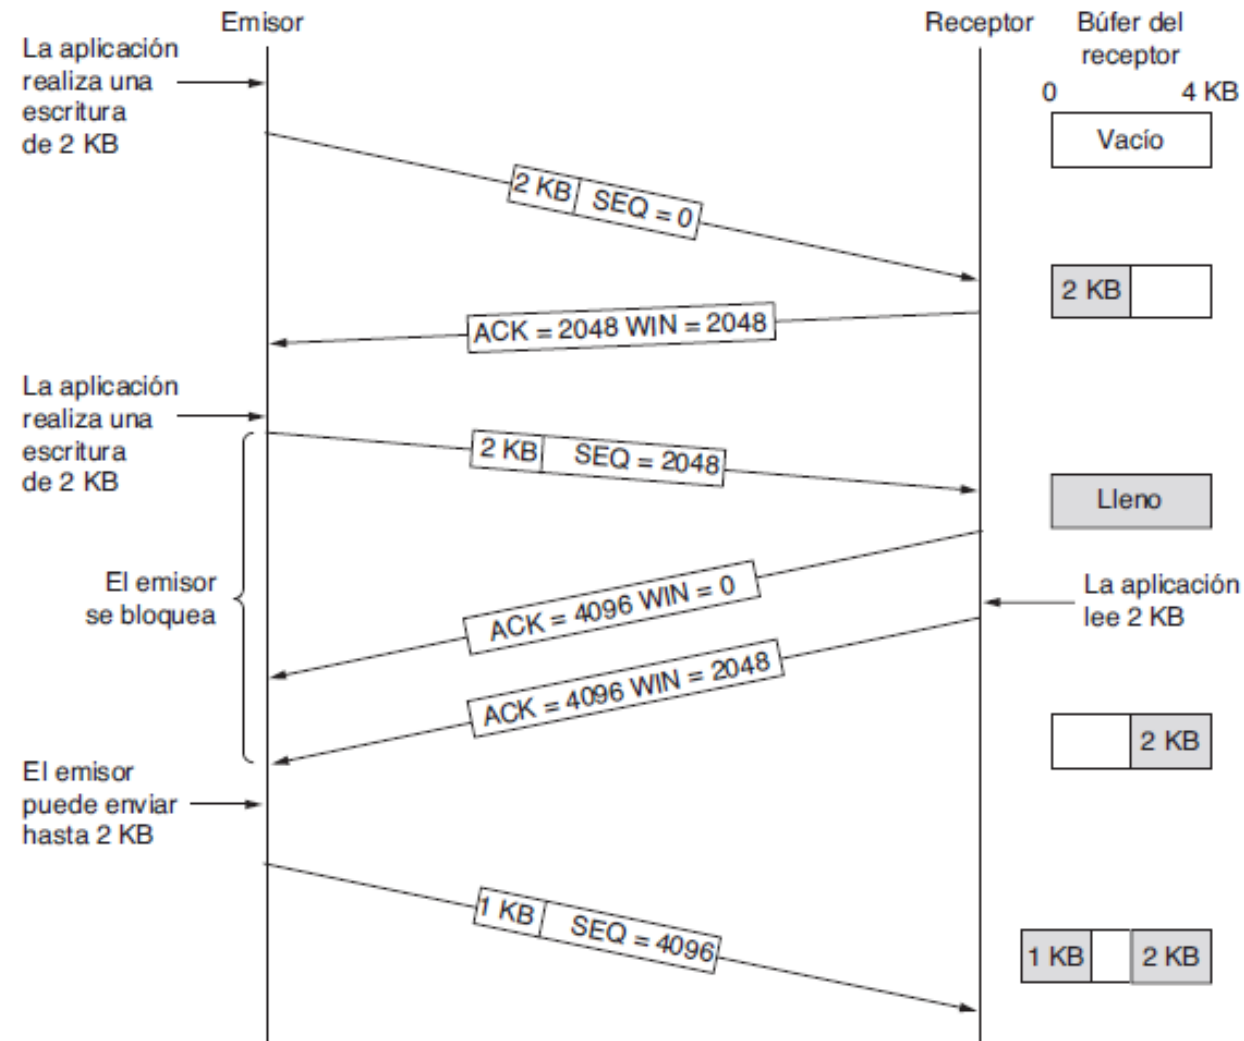 Emisor
Receptor
Búfer del
receptor
0
4 KB
La aplicación
realiza una
escritura
de 2 KB
Vacío
2 KB
SEQ = 0
2 KB
ACK = 2048 WIN = 2048
La aplicación
realiza una
escritura
de 2 KB
2 KB
SEQ = 2048
Lleno
El emisor
se bloquea
ACK = 4096 WIN = 0
La aplicación
lee 2 KB
ACK = 4096 WIN = 2048
2 KB
El emisor
puede enviar
hasta 2 KB
1 KB
SEQ = 4096
1 KB
2 KB